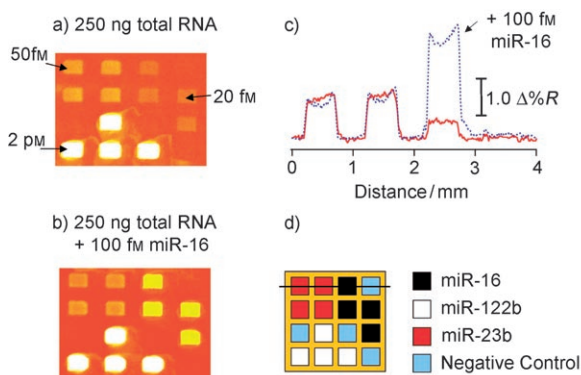 a) 250 ng total RNA
50fM
20 fM
2 pM
b) 250 ng total RNA
+ 100 fM miR-16
c)
+ 100 fM
miR-16
1.0 Δ%R
0 1 2 3 4
Distance/mm
d)
miR-16
miR-122b
miR-23b
Negative Control